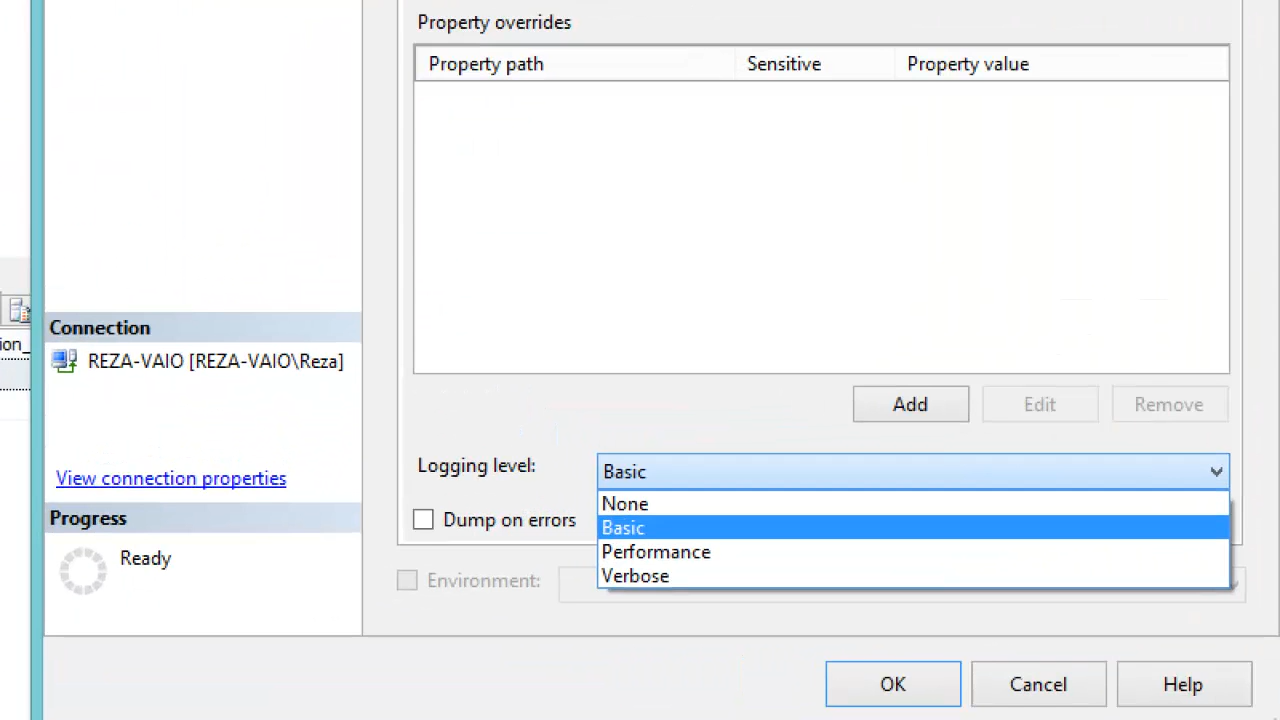 Property overrides
Property path Sensitive Property value
ion_
Connection
REZA-VAIO [REZA-VAIO\Reza]
View connection properties
Progress
Ready
Add Edit Remove
Logging level: Basic
None
Basic
Performance
Verbose
Dump on errors
Environment:
OK Cancel Help